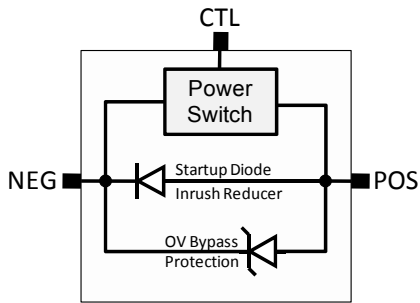 CTL
Power
Switch
NEG
Startup Diode
Inrush Reducer
POS
OV Bypass
Protection